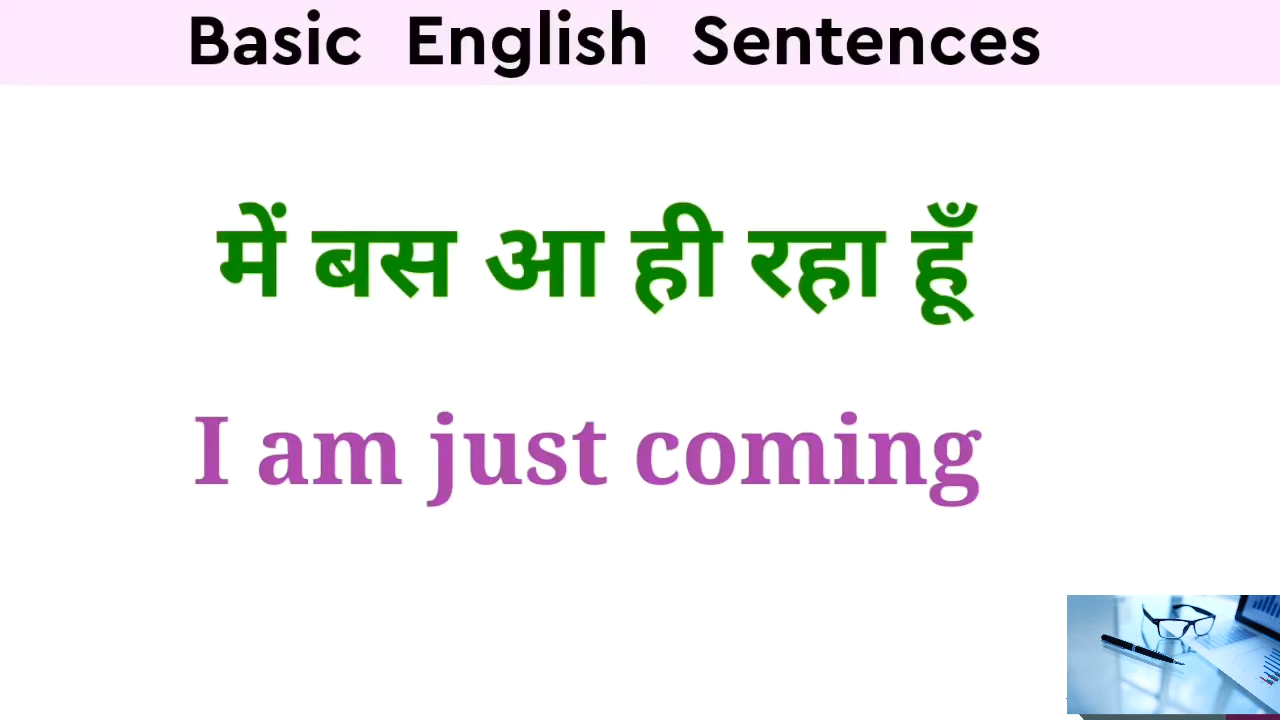 Basic English Sentences
में बस आ ही रहा हूँ
I am just coming